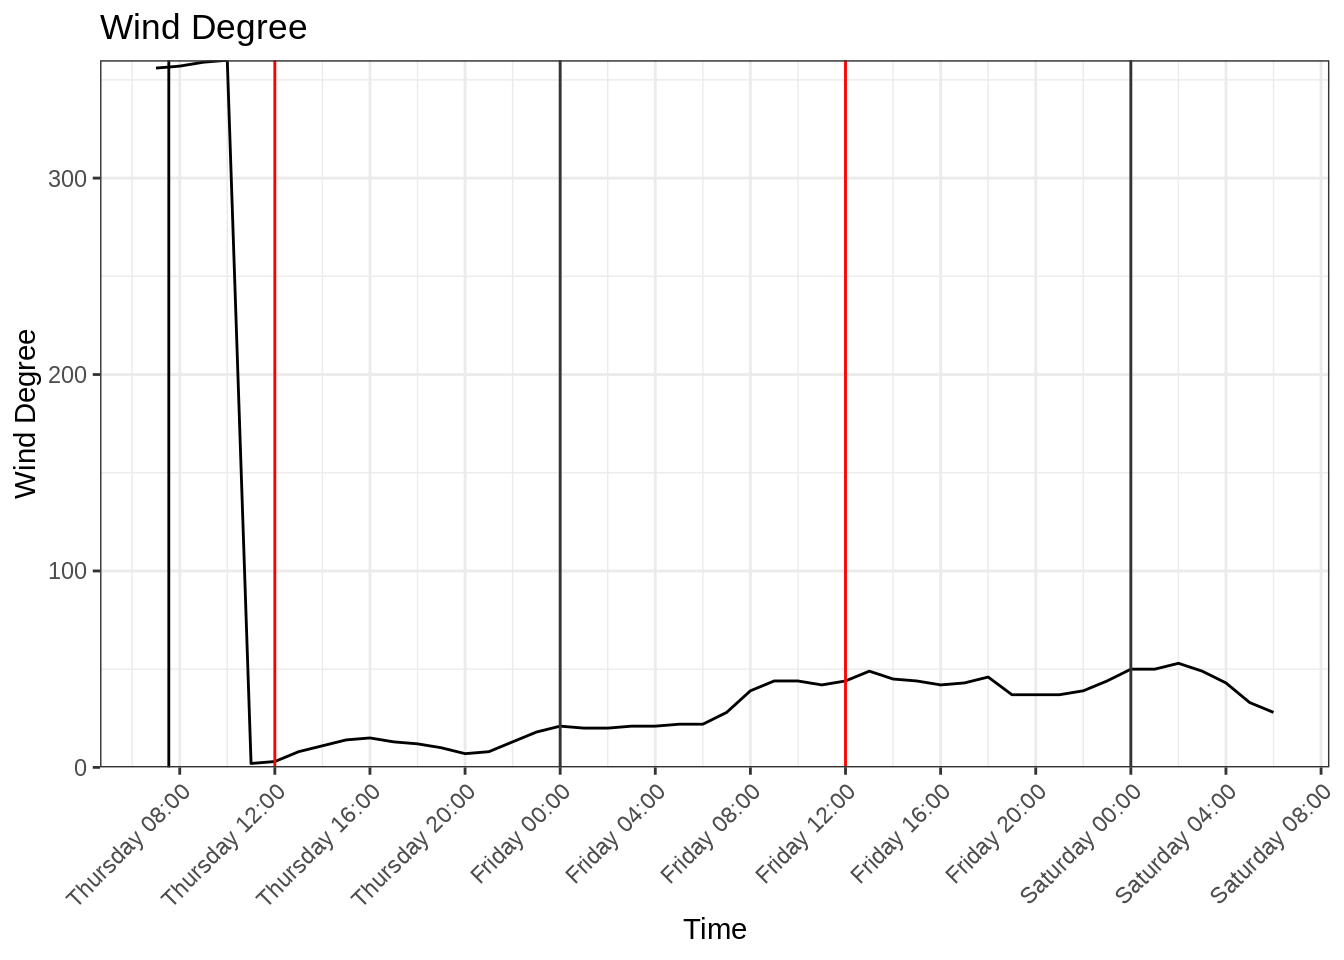 Wind Degree
Wind Degree
300
200
100
0
Thursday 08:00
Thursday 12:00
Thursday 16:00
Thursday 20:00
Friday 00:00
Friday 04:00
Friday 08:00
Friday 12:00
Friday 16:00
Friday 20:00
Saturday 00:00
Saturday 04:00
Saturday 08:00
Time